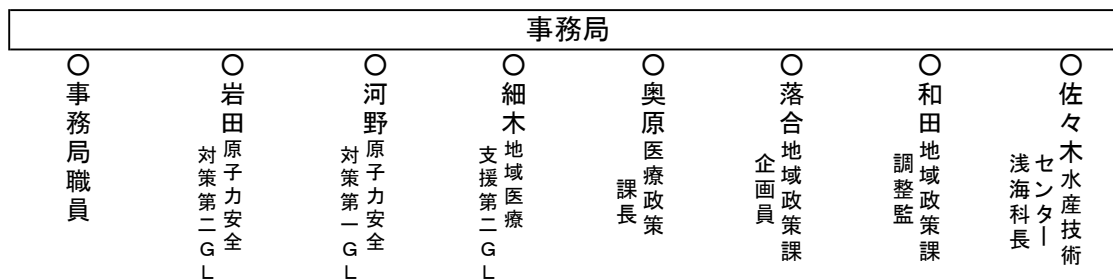 事務局
○佐々木水産技術
センター
浅海科長
○和田地域政策課
調整監
○落合地域政策課
企画員
○奥原医療政策
課長
○細木地域医療
支援第二GL
○河野原子力安全
対策第一GL
○岩田原子力安全
対策第二GL
○事務局職員